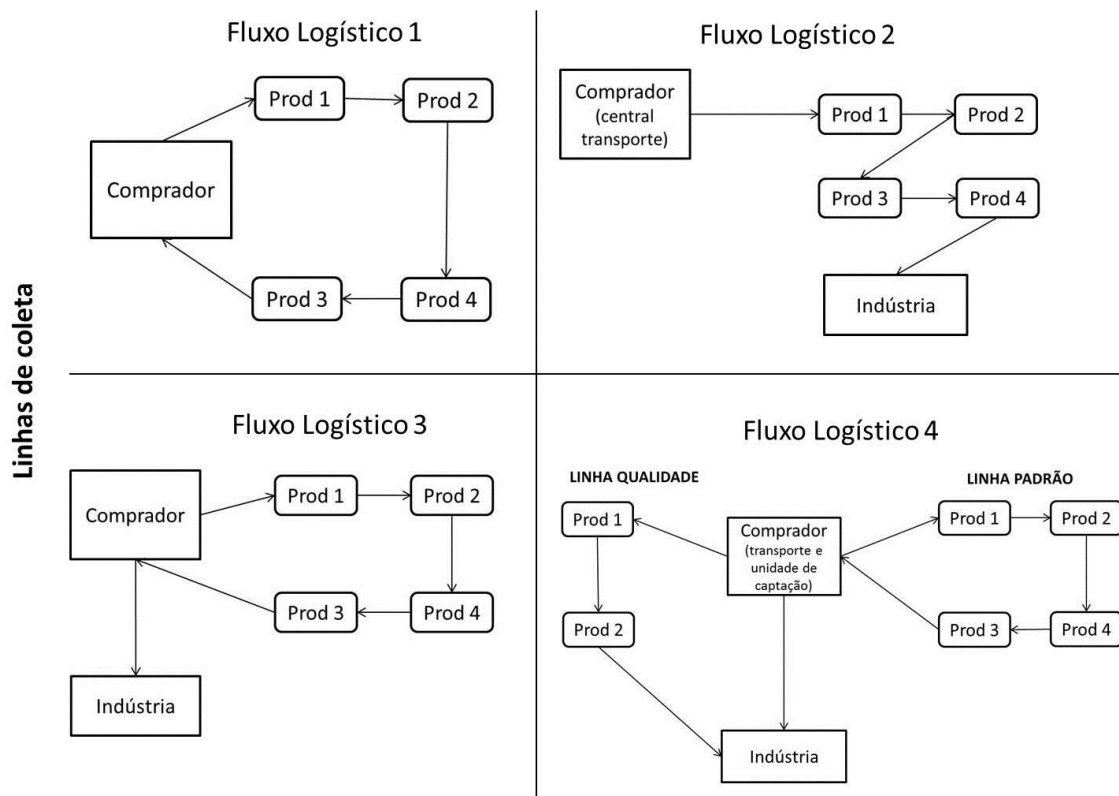 Linhas de coleta
Fluxo Logístico 1
Prod 1
Prod 2
Comprador
Prod 3
Prod 4
Fluxo Logístico 2
Comprador
(central
transporte)
Prod 1
Prod 2
Prod 3
Prod 4
Indústria
Fluxo Logístico 3
Comprador
Prod 1
Prod 2
Prod 3
Prod 4
Indústria
Fluxo Logístico 4
LINHA QUALIDADE
LINHA PADRÃO
Prod 1
Comprador
(transporte e
unidade de
captação)
Prod 1
Prod 2
Prod 2
Prod 3
Prod 4
Indústria